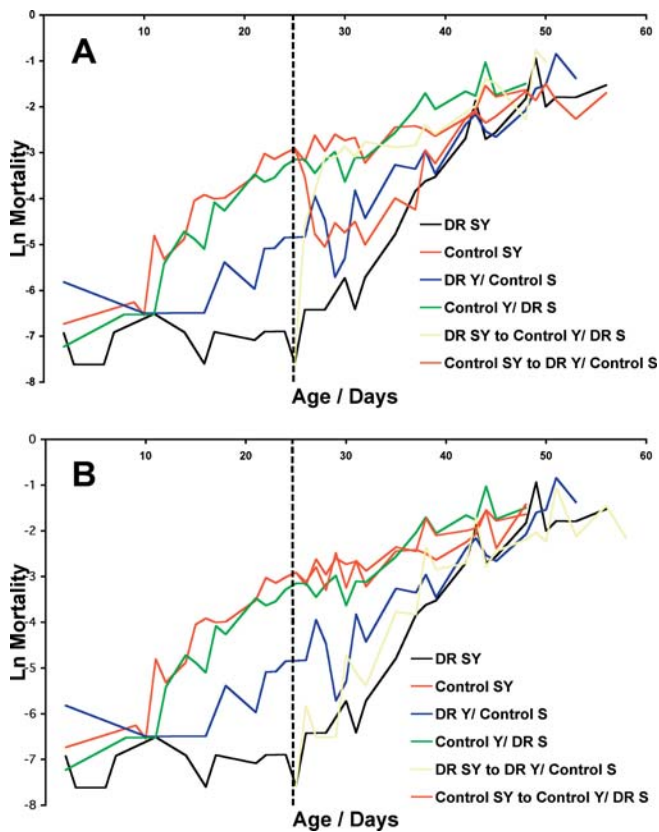 A
10
20
30
40
50
60
-1
-2
-3
-4
-5
-6
-7
-8
Ln Mortality
Age / Days
DR SY
Control SY
DR Y/ Control S
Control Y/ DR S
DR SY to Control Y/ DR S
Control SY to DR Y/ Control S
B
0
10
20
30
40
50
60
-1
-2
-3
-4
-5
-6
-7
-8
Ln Mortality
Age / Days
DR SY
Control SY
DR Y/ Control S
Control Y/ DR S
DR SY to DR Y/ Control S
Control SY to Control Y/ DR S